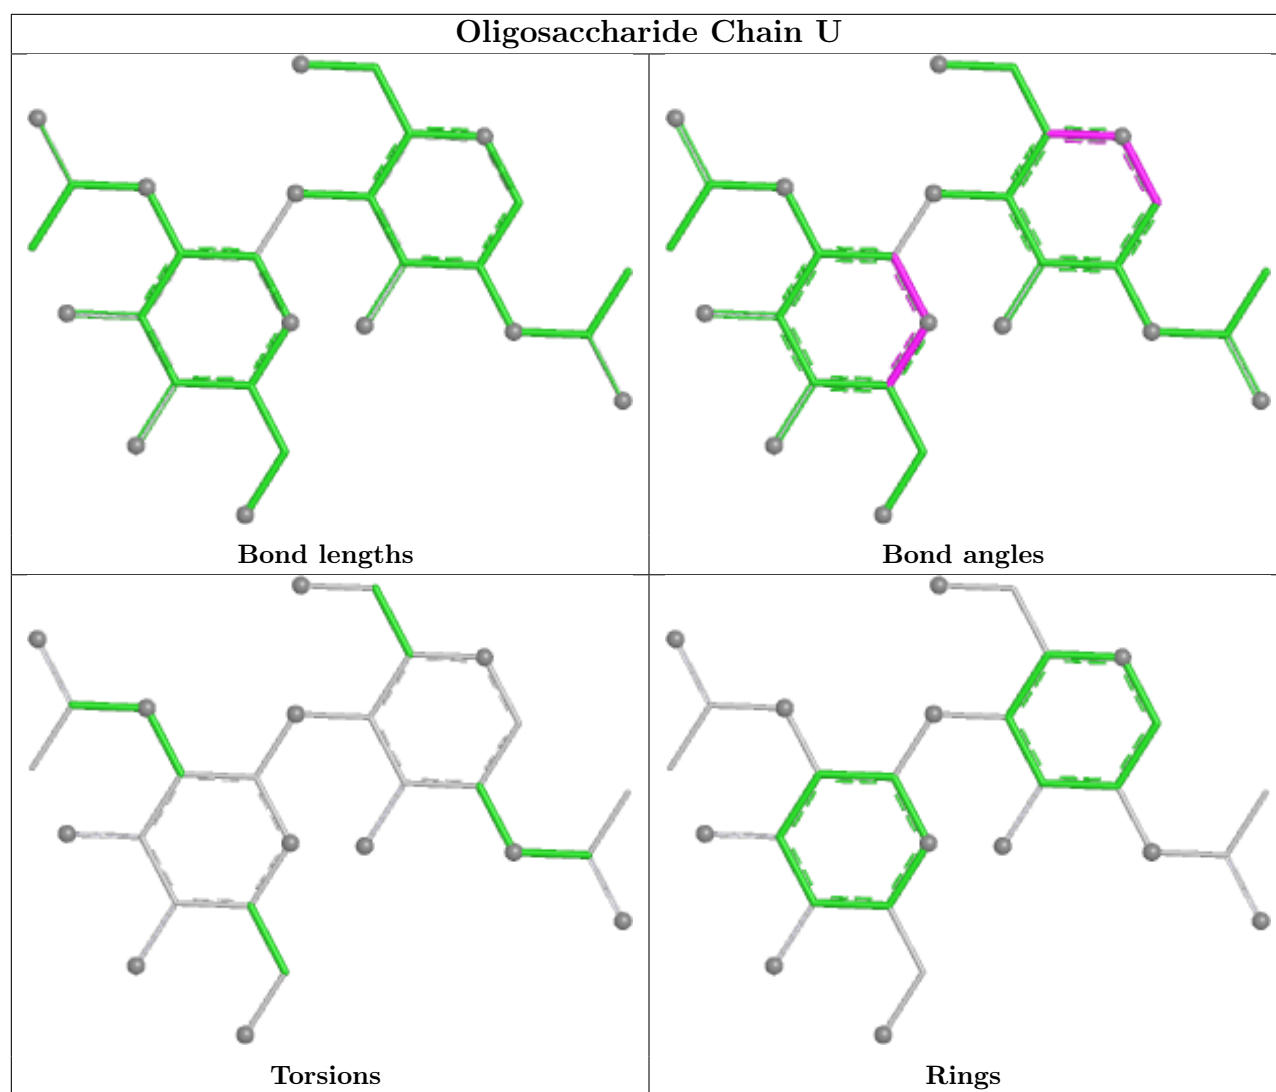 Oligosaccharide Chain U
Bond lengths
Bond angles
Torsions
Rings